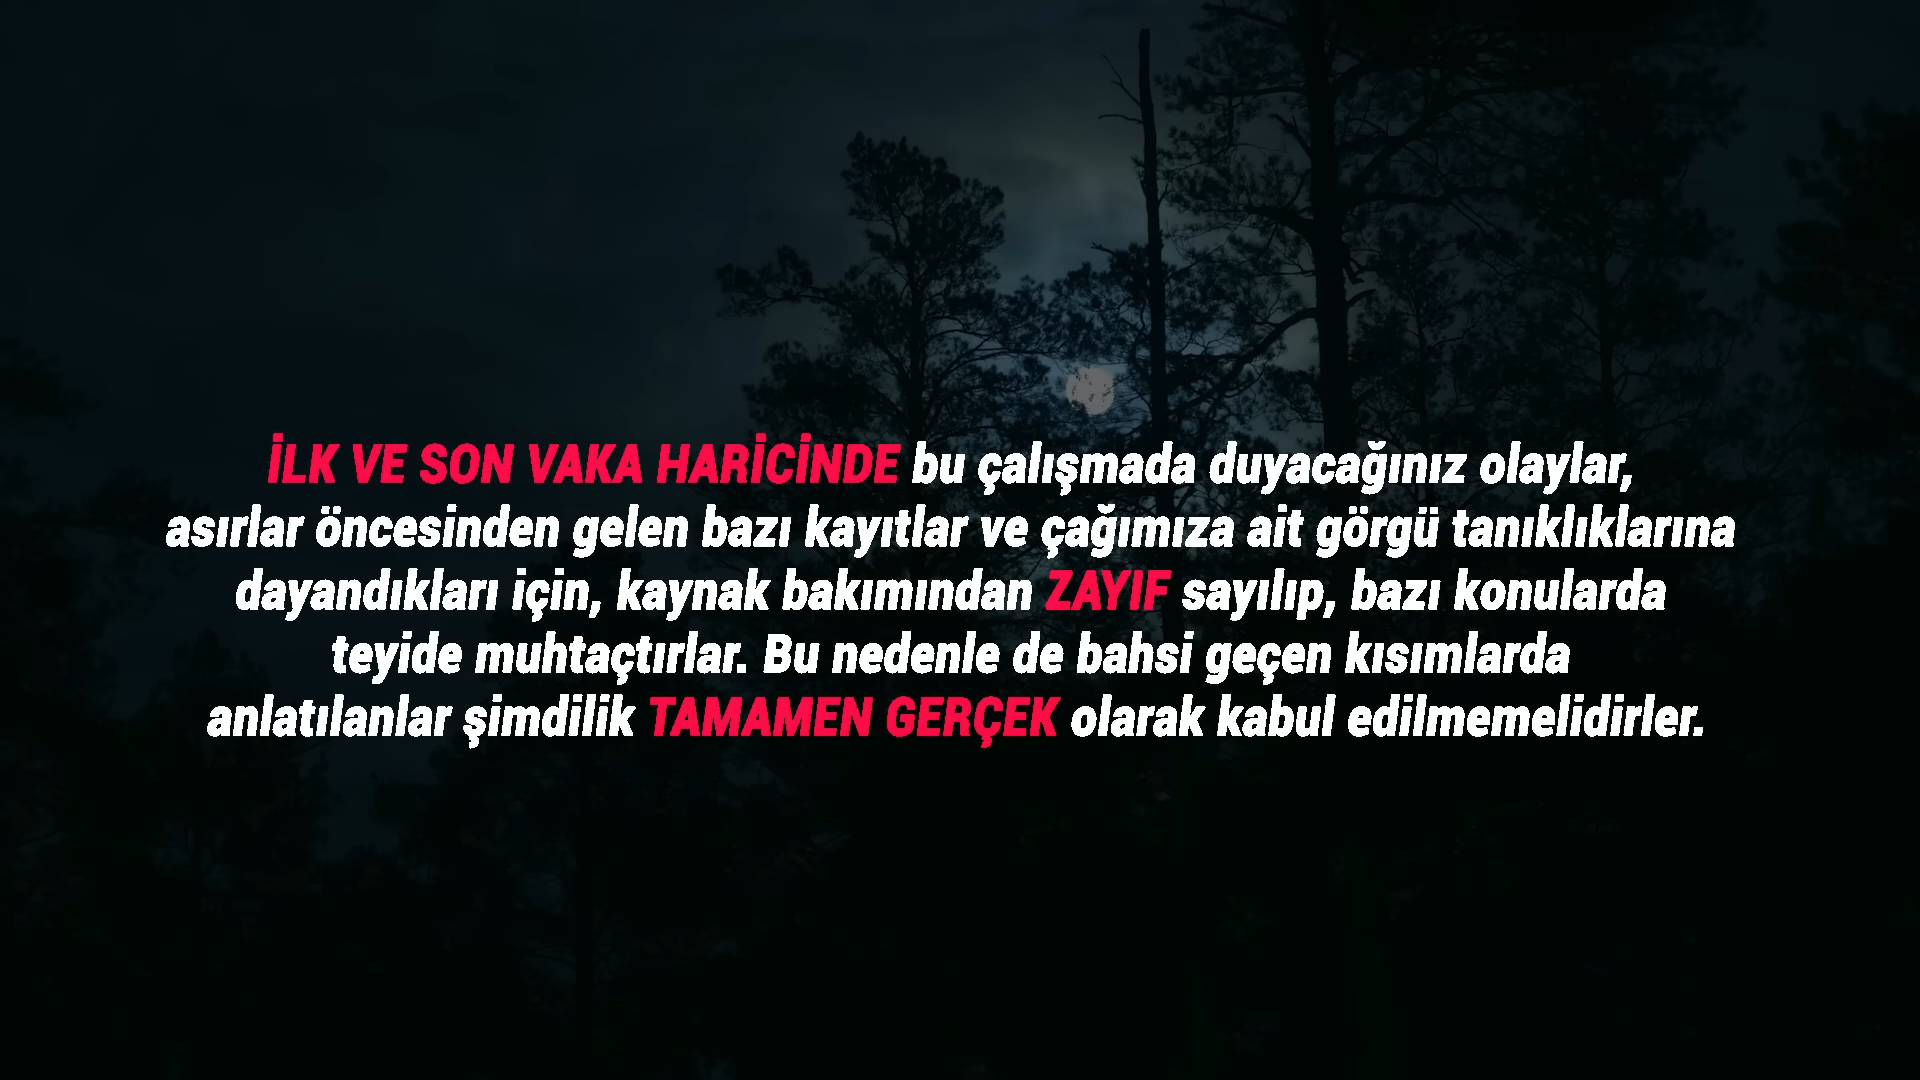 İLK VE SON VAKA HARİCİNDE bu çalışmada duyacağınız olaylar,
asırlar öncesinden gelen bazı kayıtlar ve çağımıza ait görgü tanıklıklarına
dayandıkları için, kaynak bakımından ZAYIF sayılıp, bazı konularda
teyide muhtaçtırlar. Bu nedenle de bahsi geçen kısımlarda
anlatılanlar şimdilik TAMAMEN GERÇEK olarak kabul edilmemelidirler.